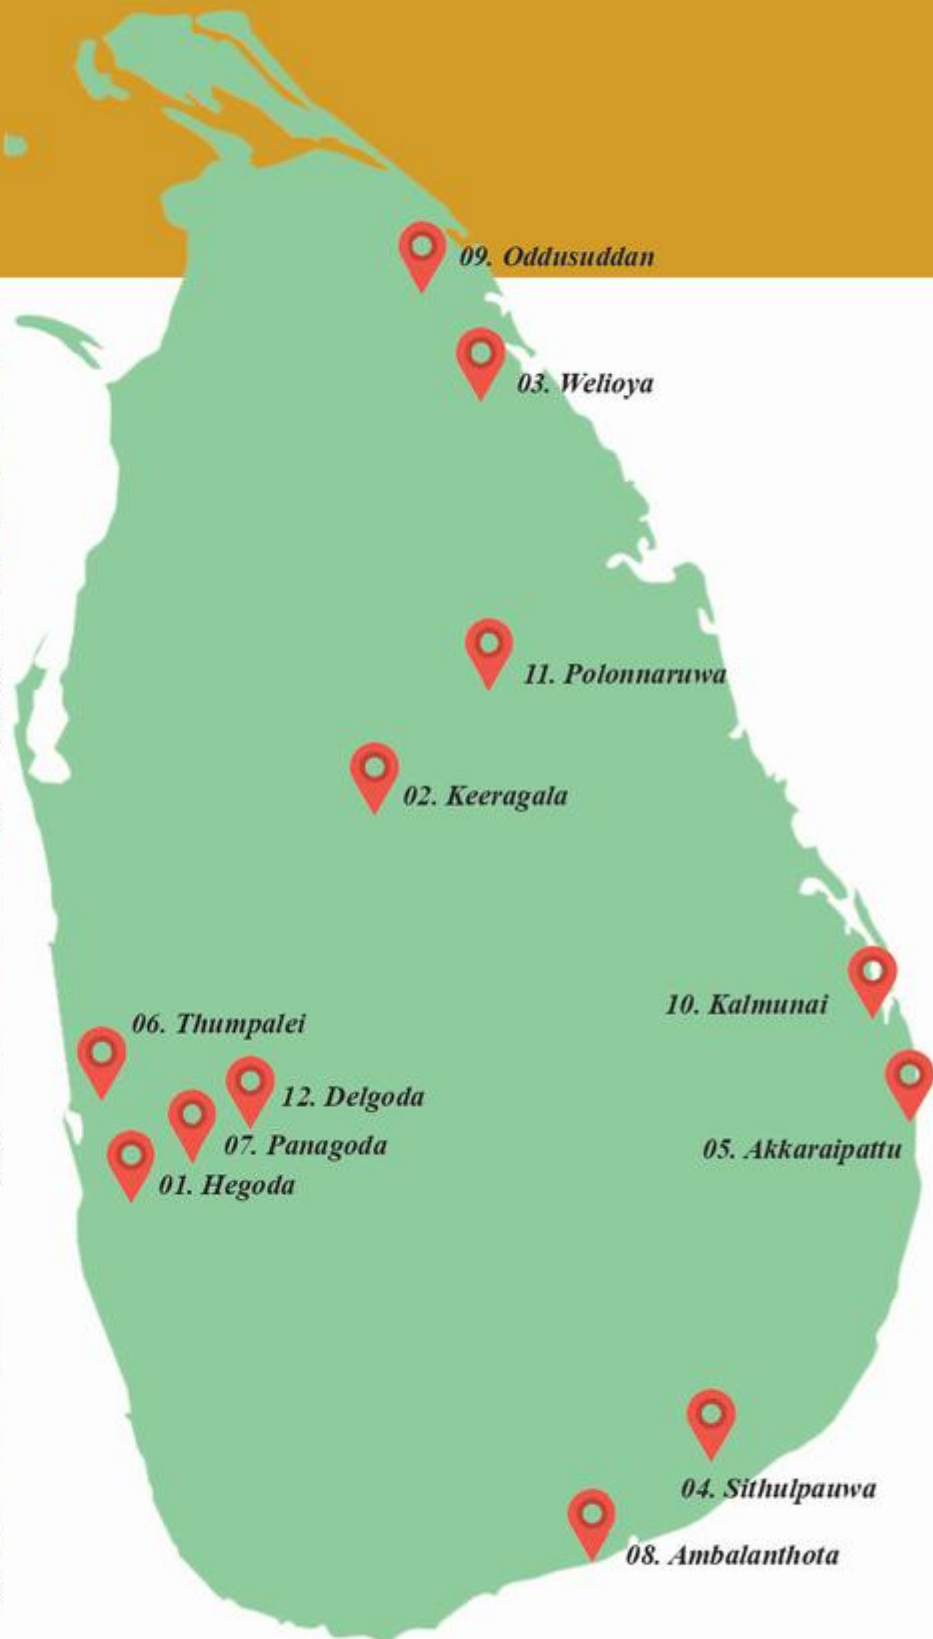 09. Oddusuddan
03. Welioya
11. Polonnaruwa
02. Keeragala
10. Kalmunai
06. Thumpalei
12. Delgoda
07. Panagoda
05. Akkaraipattu
01. Hegoda
04. Sithulpauwa
08. Ambalanthota